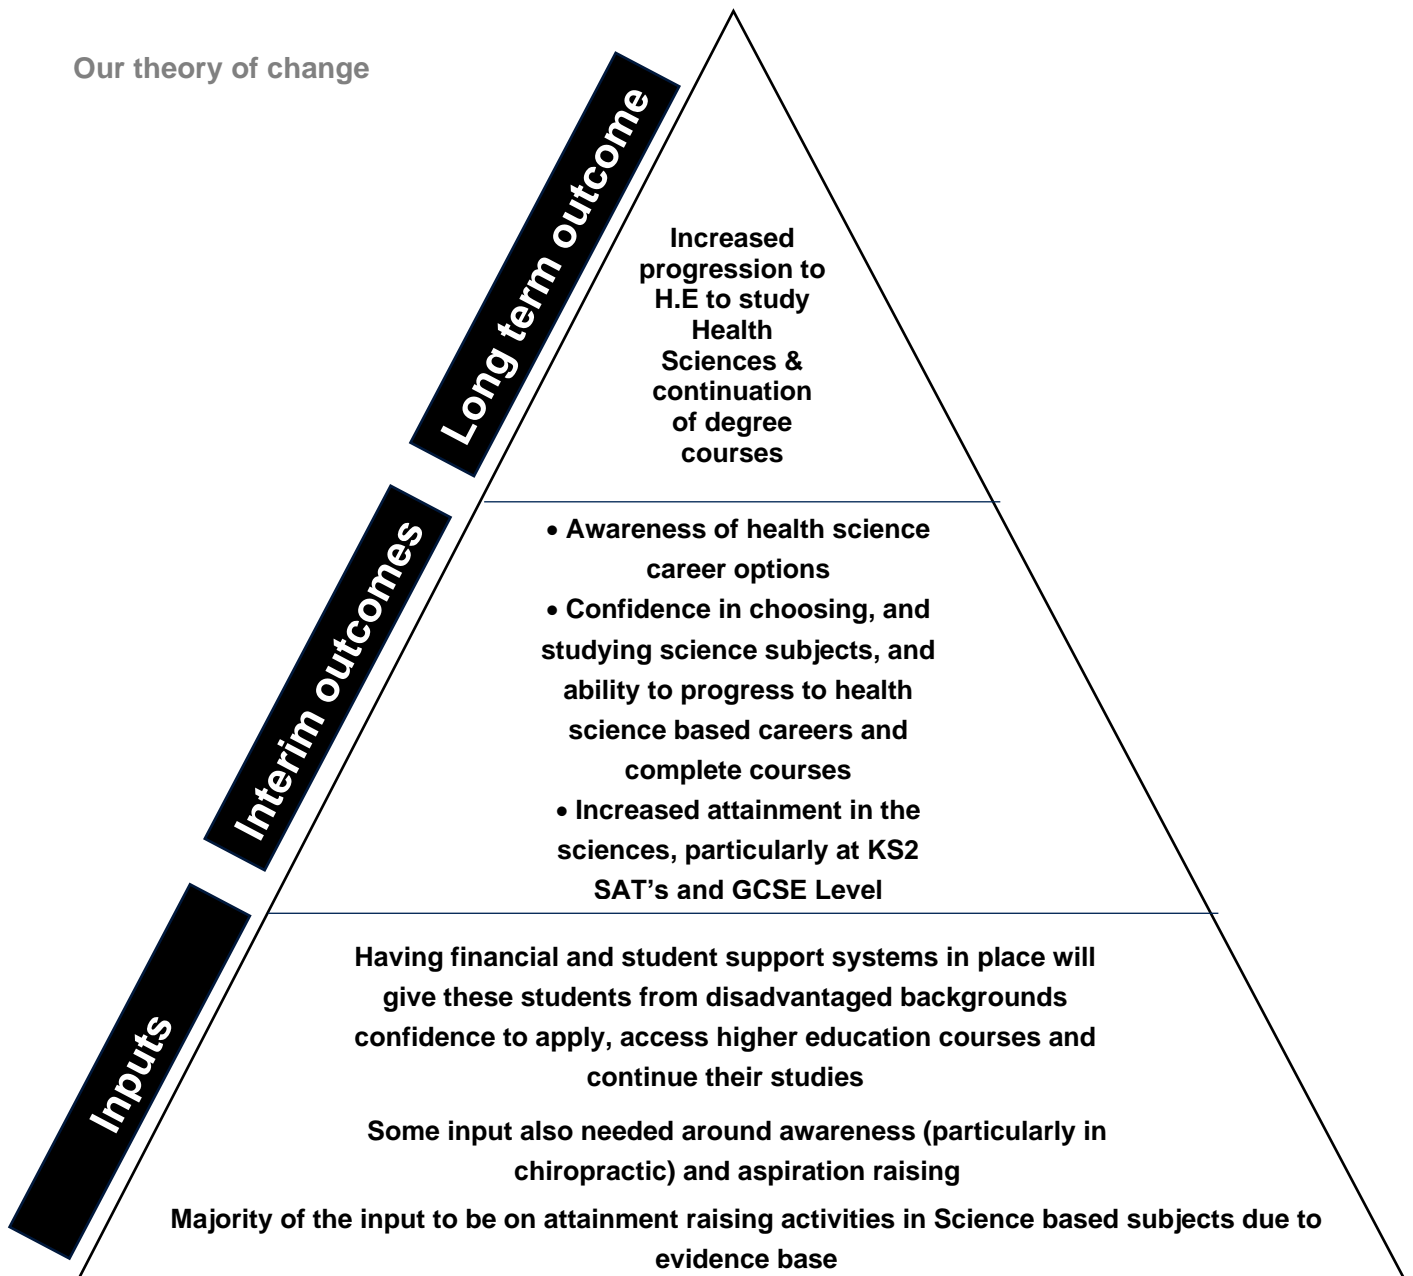 Our theory of change
Long term outcome
Increased
progression to
H.E to study
Health
Sciences &
continuation
of degree
courses
Interim outcomes
• Awareness of health science
career options
• Confidence in choosing, and
studying science subjects, and
ability to progress to health
science based careers and
complete courses
• Increased attainment in the
sciences, particularly at KS2
SAT's and GCSE Level
Inputs
Having financial and student support systems in place will
give these students from disadvantaged backgrounds
confidence to apply, access higher education courses and
continue their studies
Some input also needed around awareness (particularly in
chiropractic) and aspiration raising
Majority of the input to be on attainment raising activities in Science based subjects due to
evidence base